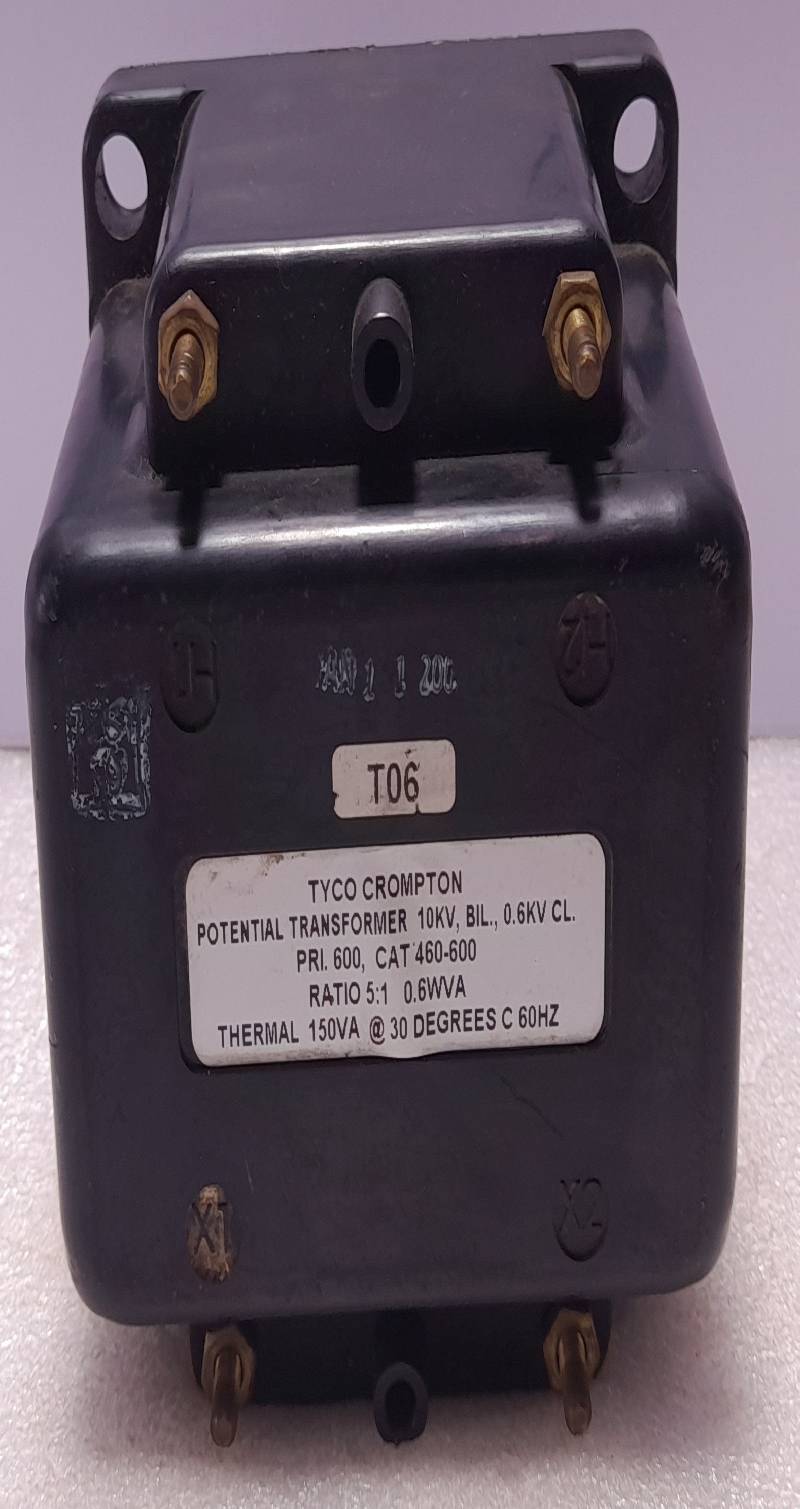 H1
H2
T06
TYCO CROMPTON
POTENTIAL TRANSFORMER 10KV, BIL., 0.6KV CL.
PRI. 600, CAT 460-600
RATIO 5:1 0.6WVA
THERMAL 150VA @ 30 DEGREES C 60HZ
X1
X2